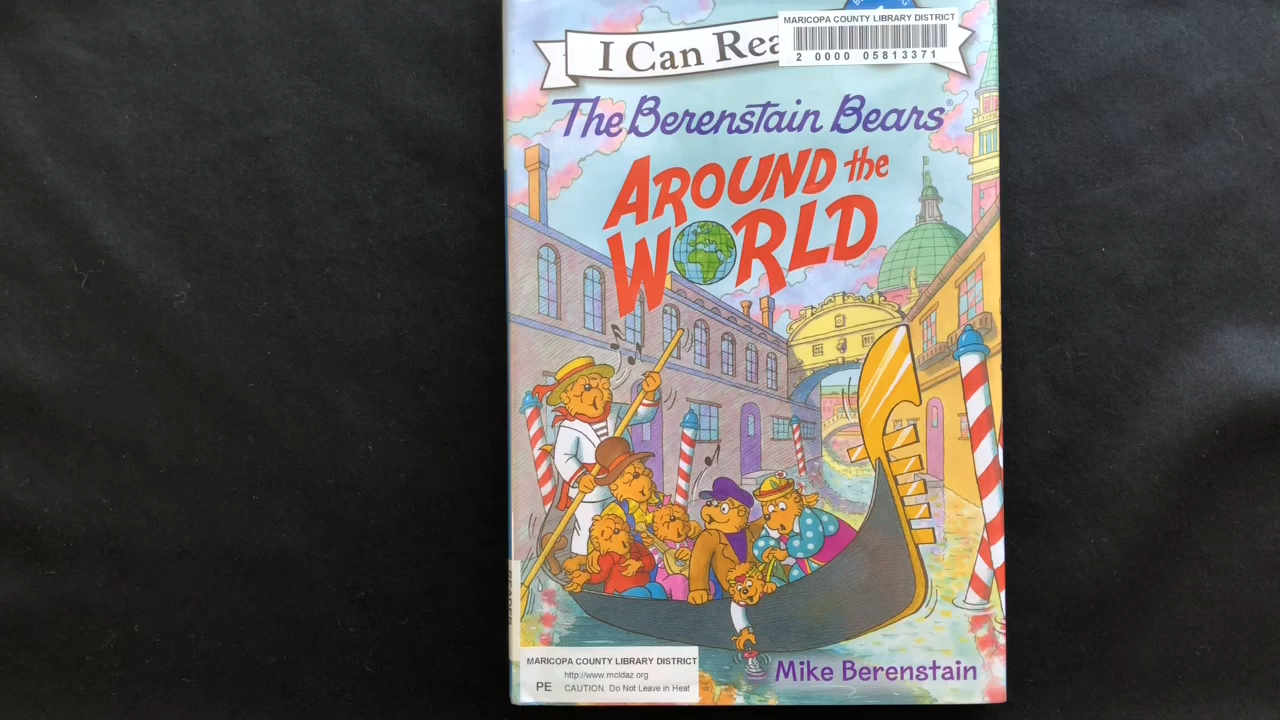 MARICOPA COUNTY LIBRARY DISTRICT
I Can Rea
2 0000 05813371
The Berenstain Bears®
AROUND the
WORLD
MARICOPA COUNTY LIBRARY DISTRICT
http://www.mcldaz.org
PE CAUTION: Do Not Leave in Heat
Mike Berenstain
READER